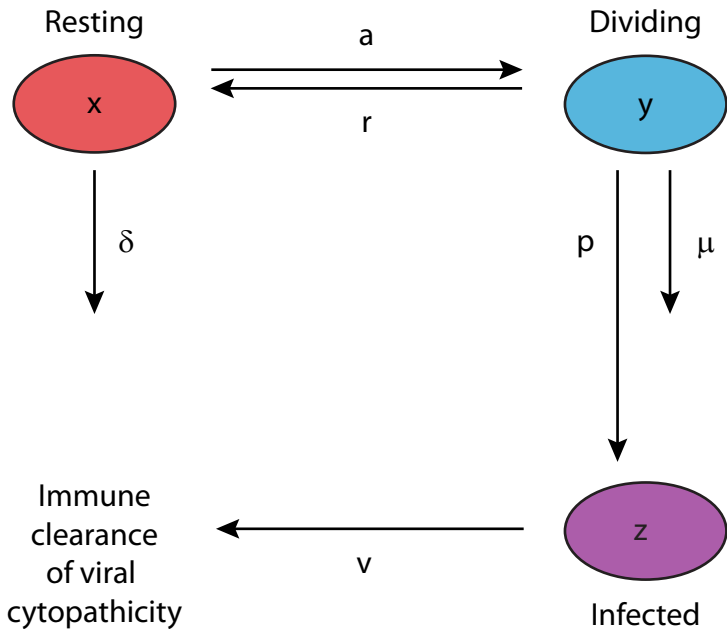 Resting
Dividing
a
x
y
r
δ
p
μ
Immune
clearance
of viral
cytopathicity
v
z
Infected